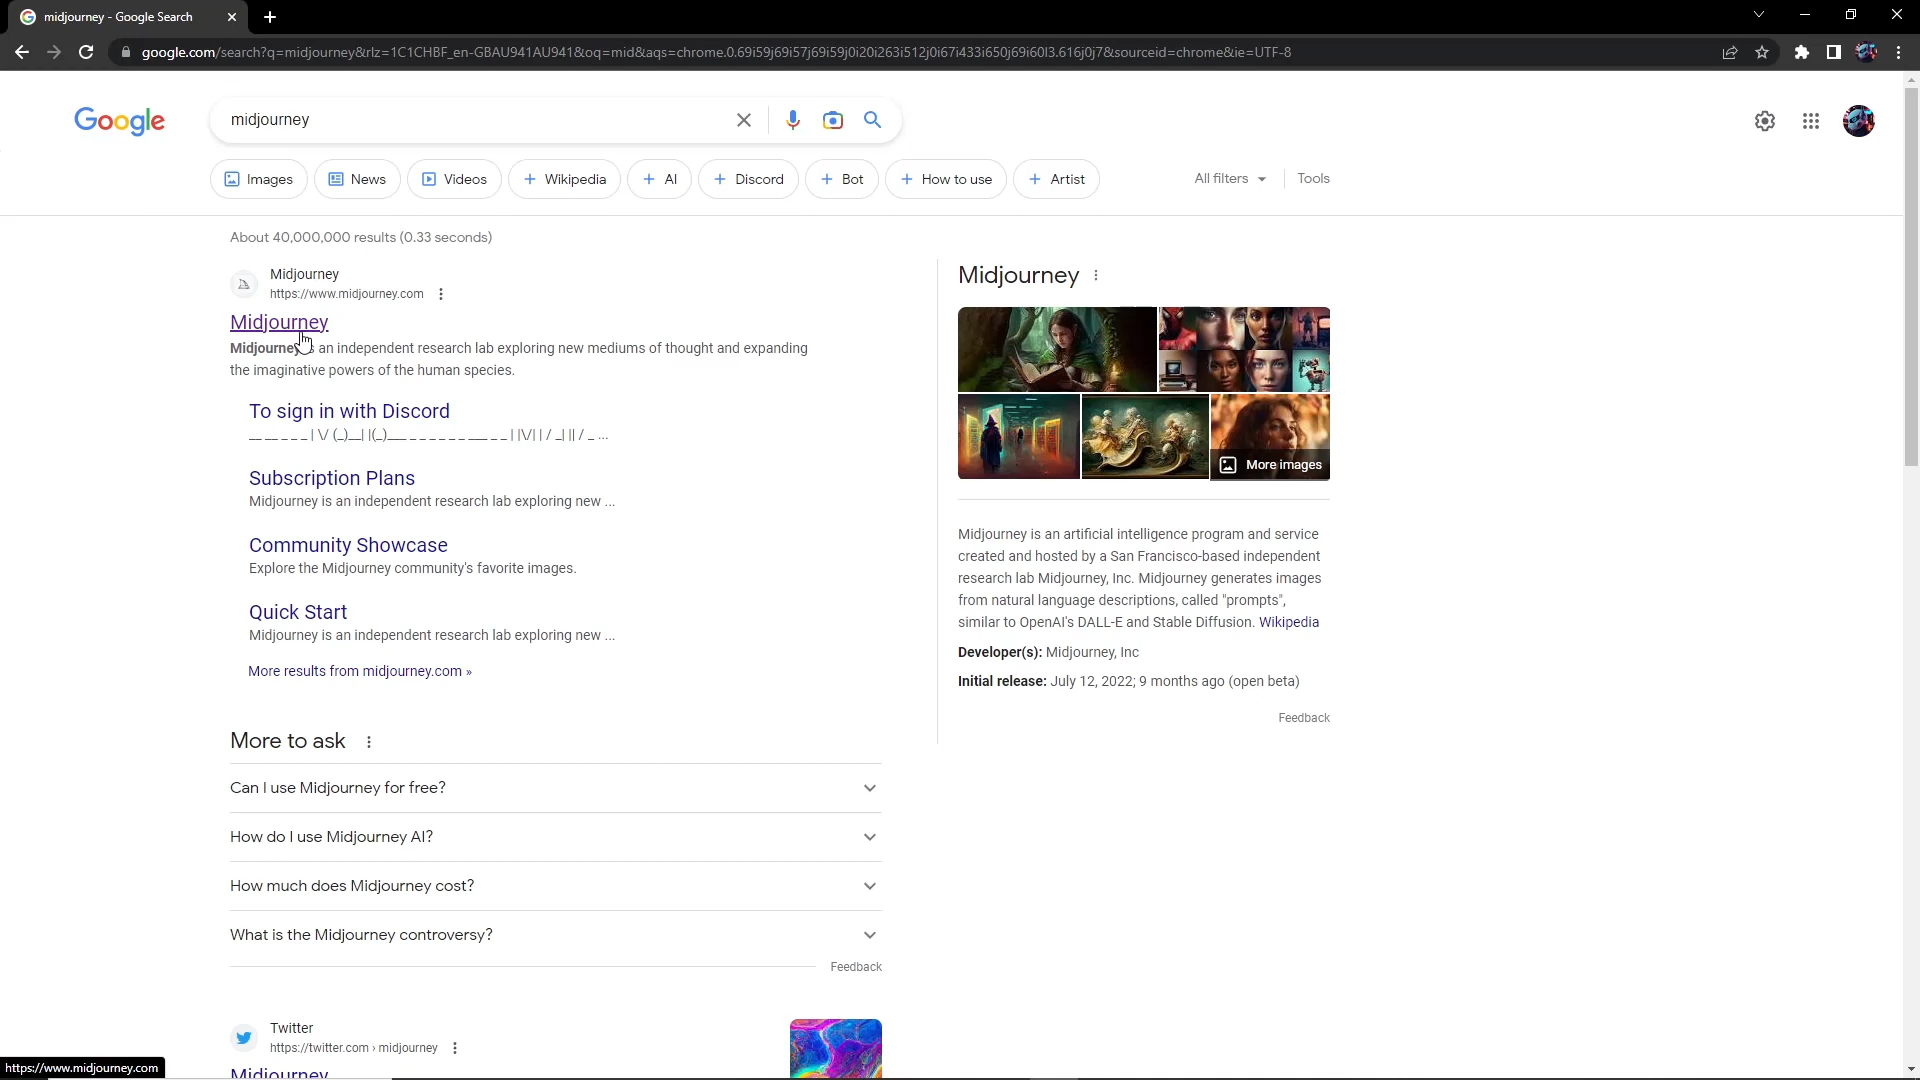 midjourney - Google Search
google.com/search?q=midjourney&rlz=1C1CHBF_en-GBAU941AU941&oq=mid&aqs=chrome.0.69i59j69i57j69i59j0i20i263i512j0i67i433i650j69i60l3.616j0j7&sourceid=chrome&ie=UTF-8
Google
midjourney
Images
News
Videos
+ Wikipedia
+ AI
+ Discord
+ Bot
+ How to use
+ Artist
All filters
Tools
About 40,000,000 results (0.33 seconds)
Midjourney
https://www.midjourney.com
Midjourney
Midjourney is an independent research lab exploring new mediums of thought and expanding
the imaginative powers of the human species.
To sign in with Discord
__ __ _ _ _ | \/ (_)__| |(_)___ _ _ _ _ _ _ ___ _ _ | |\/| | / _| || / _ ...
Subscription Plans
Midjourney is an independent research lab exploring new ...
Community Showcase
Explore the Midjourney community's favorite images.
Quick Start
Midjourney is an independent research lab exploring new ...
More results from midjourney.com »
More to ask
Can I use Midjourney for free?
How do I use Midjourney AI?
How much does Midjourney cost?
What is the Midjourney controversy?
Feedback
Twitter
https://twitter.com › midjourney
Midjourney
https://www.midjourney.com
Midjourney
More images
Midjourney is an artificial intelligence program and service
created and hosted by a San Francisco-based independent
research lab Midjourney, Inc. Midjourney generates images
from natural language descriptions, called "prompts",
similar to OpenAI's DALL-E and Stable Diffusion. Wikipedia
Developer(s): Midjourney, Inc
Initial release: July 12, 2022; 9 months ago (open beta)
Feedback